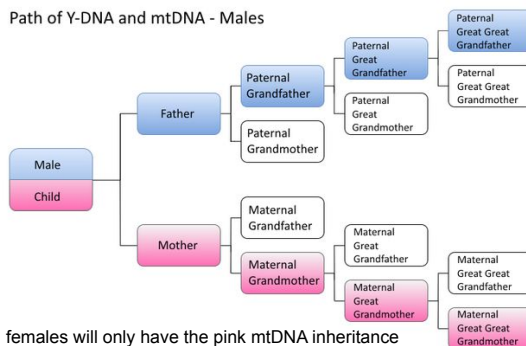 Path of Y-DNA and mtDNA - Males
Paternal
Great Great
Grandfather
Paternal
Great
Grandfather
Paternal
Grandfather
Paternal
Great Great
Grandmother
Father
Paternal
Great
Grandmother
Paternal
Grandmother
Male
Child
Maternal
Grandfather
Mother
Maternal
Great
Grandfather
Maternal
Grandmother
Maternal
Great Great
Grandfather
Maternal
Great
Grandmother
Maternal
Great Great
Grandmother
females will only have the pink mtDNA inheritance